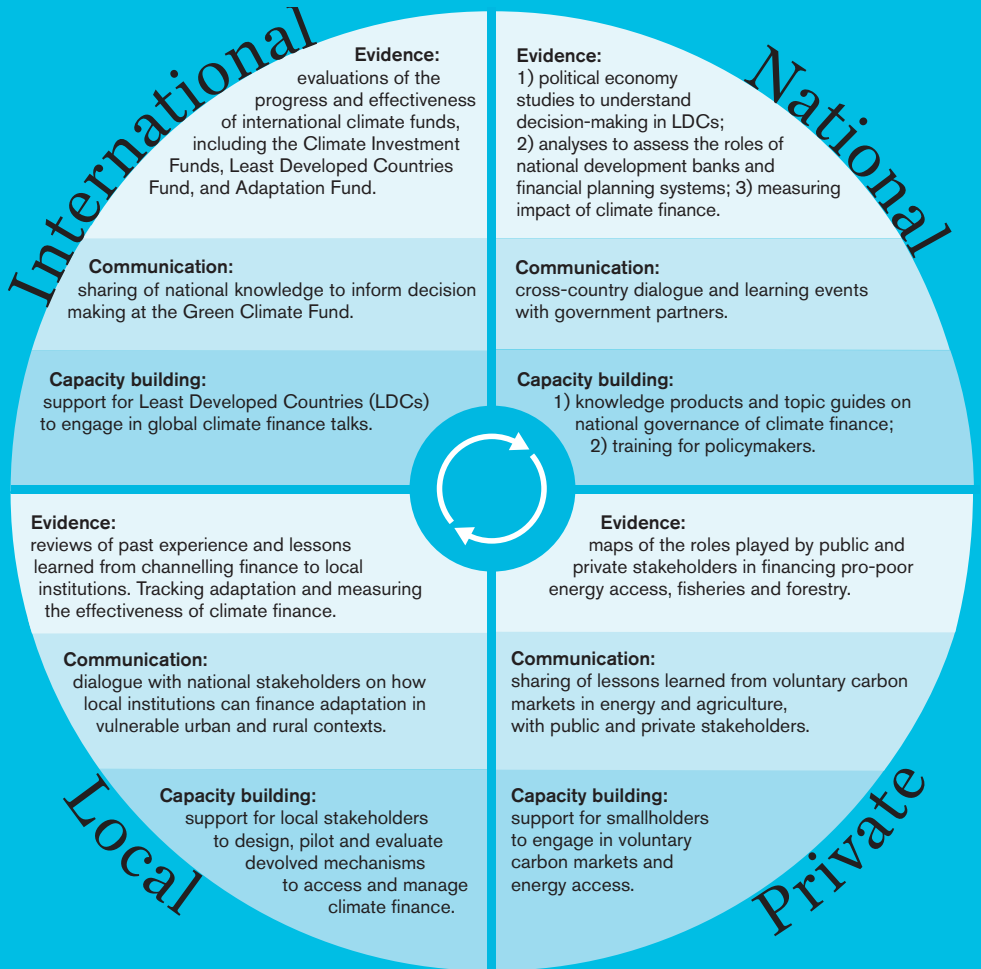 International
Evidence:
evaluations of the
progress and effectiveness
of international climate funds,
including the Climate Investment
Funds, Least Developed Countries
Fund, and Adaptation Fund.
Communication:
sharing of national knowledge to inform decision
making at the Green Climate Fund.
Capacity building:
support for Least Developed Countries (LDCs)
to engage in global climate finance talks.
National
Evidence:
1) political economy
studies to understand
decision-making in LDCs;
2) analyses to assess the roles of
national development banks and
financial planning systems; 3) measuring
impact of climate finance.
Communication:
cross-country dialogue and learning events
with government partners.
Capacity building:
1) knowledge products and topic guides on
national governance of climate finance;
2) training for policymakers.
Local
Evidence:
reviews of past experience and lessons
learned from channelling finance to local
institutions. Tracking adaptation and measuring
the effectiveness of climate finance.
Communication:
dialogue with national stakeholders on how
local institutions can finance adaptation in
vulnerable urban and rural contexts.
Capacity building:
support for local stakeholders
to design, pilot and evaluate
devolved mechanisms
to access and manage
climate finance.
Private
Evidence:
maps of the roles played by public and
private stakeholders in financing pro-poor
energy access, fisheries and forestry.
Communication:
sharing of lessons learned from voluntary carbon
markets in energy and agriculture,
with public and private stakeholders.
Capacity building:
support for smallholders
to engage in voluntary
carbon markets and
energy access.